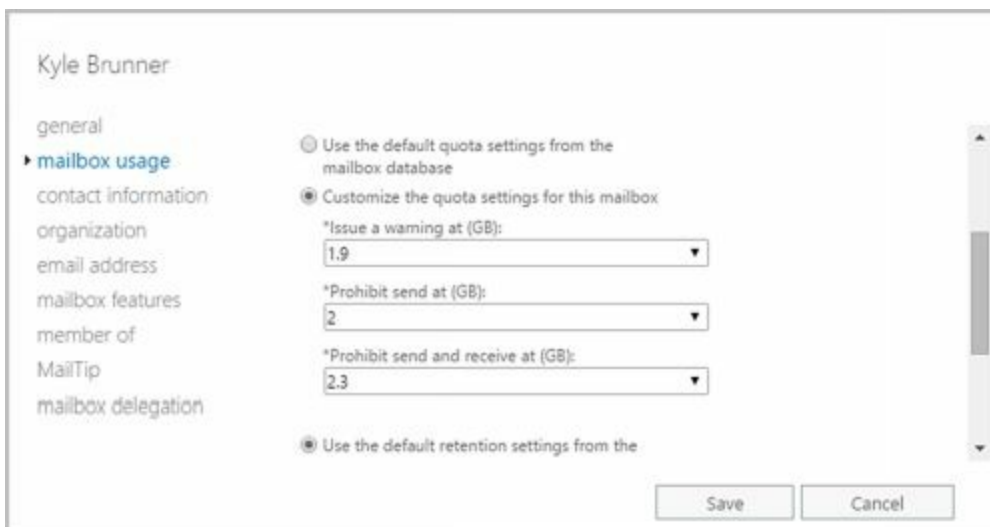 Kyle Brunner
general
mailbox usage
contact information
organization
email address
mailbox features
member of
MailTip
mailbox delegation
Use the default quota settings from the
mailbox database
Customize the quota settings for this mailbox
*Issue a warning at (GB):
1.9
*Prohibit send at (GB):
2
*Prohibit send and receive at (GB):
2.3
Use the default retention settings from the
Save
Cancel